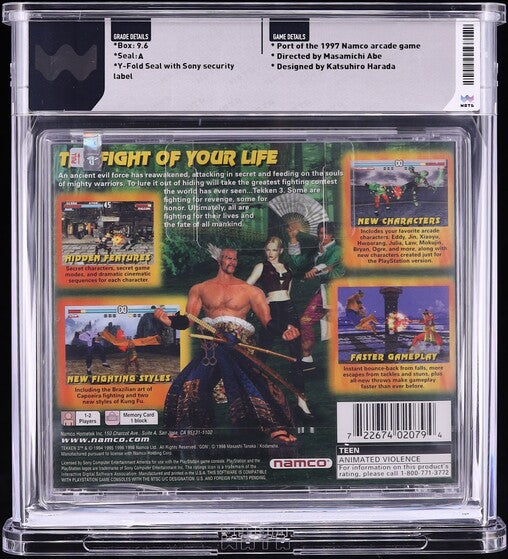 GRADE DETAILS
*Box: 9.6
*Seal: A
*Y-Fold Seal with Sony security
label
GAME DETAILS
* Port of the 1997 Namco arcade game
* Directed by Masamichi Abe
* Designed by Katsuhiro Harada
WATA
FIGHT OF YOUR LIFE
An ancient evil force has reawakened, attacking in secret and feeding on the souls
of mighty warriors. To lure it out of hiding will take the greatest fighting contest
the world has ever seen...Tekken 3. Some are
fighting for revenge, some for
honor. Ultimately, all are
fighting for their lives and
the fate of all mankind.
HIDDEN FEATURES
Secret characters, secret game
modes, and dramatic cinematic
sequences for each character.
NEW CHARACTERS
Includes your favorite arcade
characters: Eddy, Jin, Xiaoyu,
Hwoarang, Julia, Law, Mokujin,
Bryan, Ogre, and more, along with
new characters created just for
the PlayStation version.
NEW FIGHTING STYLES
Including the Brazilian art of
Capoeira fighting and two
new styles of Kung Fu.
FASTER GAMEPLAY
Instant bounce-back from falls, more
escapes from tackles and stuns, plus
all-new throws make gameplay
faster than ever before.
1-2
Players
Memory Card
1 block
www.namco.com
namco
7 22674 02079 4
TEEN
ANIMATED VIOLENCE
For information on this product's
rating, please call 1-800-771-3772